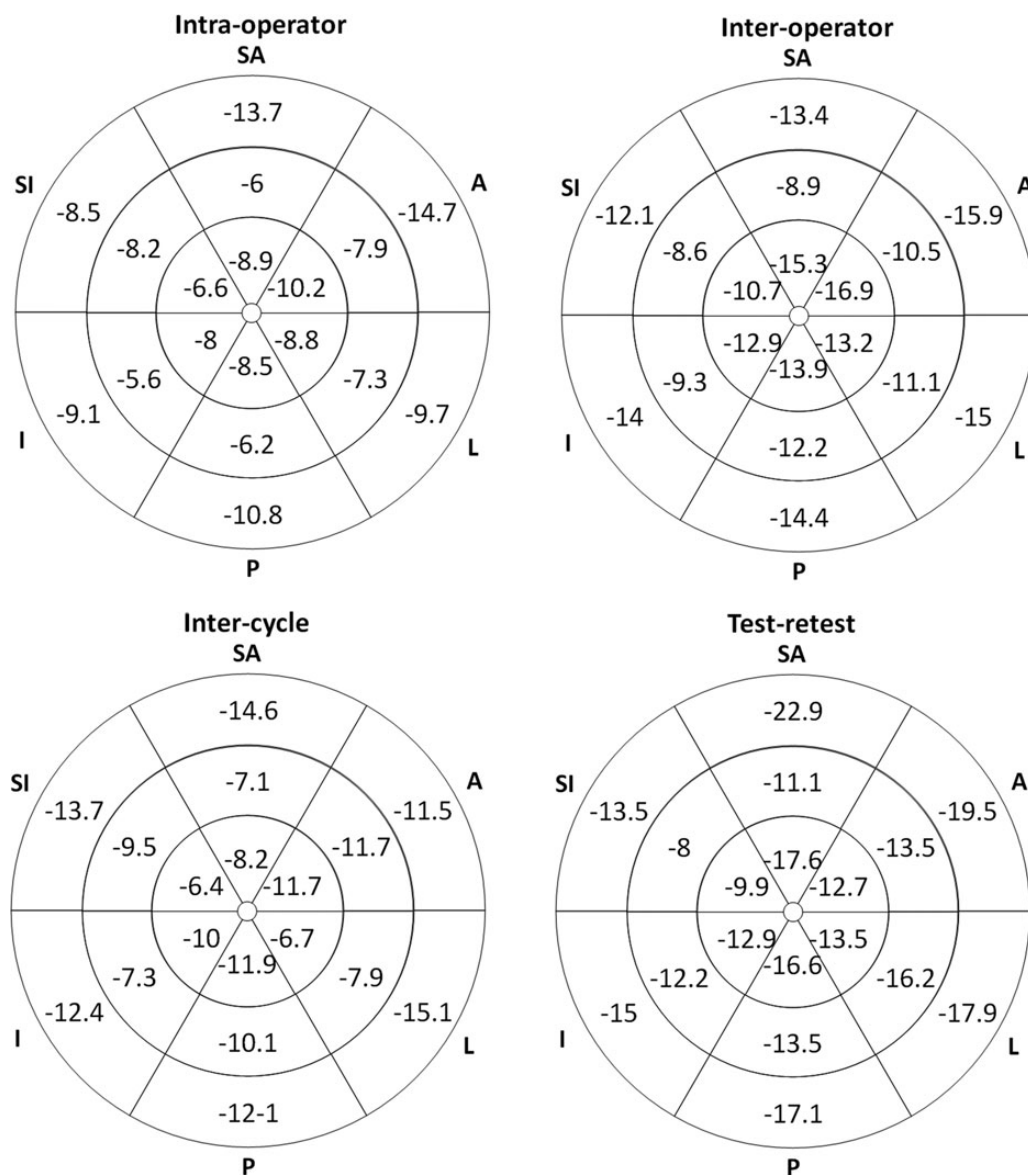 Intra-operator
SA
-13.7
-6
SI
A
-8.5
-14.7
-8.2
-7.9
-8.9
-6.6
-10.2
-8
-8.8
-8.5
-5.6
-7.3
-9.1
-9.7
I
L
-6.2
-10.8
P
Inter-operator
SA
-13.4
-8.9
SI
A
-12.1
-15.9
-8.6
-10.5
-15.3
-10.7
-16.9
-12.9
-13.2
-13.9
-9.3
-11.1
-14
-15
I
L
-12.2
-14.4
P
Inter-cycle
SA
-14.6
-7.1
SI
A
-13.7
-11.5
-9.5
-11.7
-8.2
-6.4
-11.7
-10
-6.7
-11.9
-7.3
-7.9
-12.4
-15.1
I
L
-10.1
-12-1
P
Test-retest
SA
-22.9
-11.1
SI
A
-13.5
-19.5
-8
-13.5
-17.6
-9.9
-12.7
-12.9
-13.5
-16.6
-12.2
-16.2
-15
-17.9
I
L
-13.5
-17.1
P